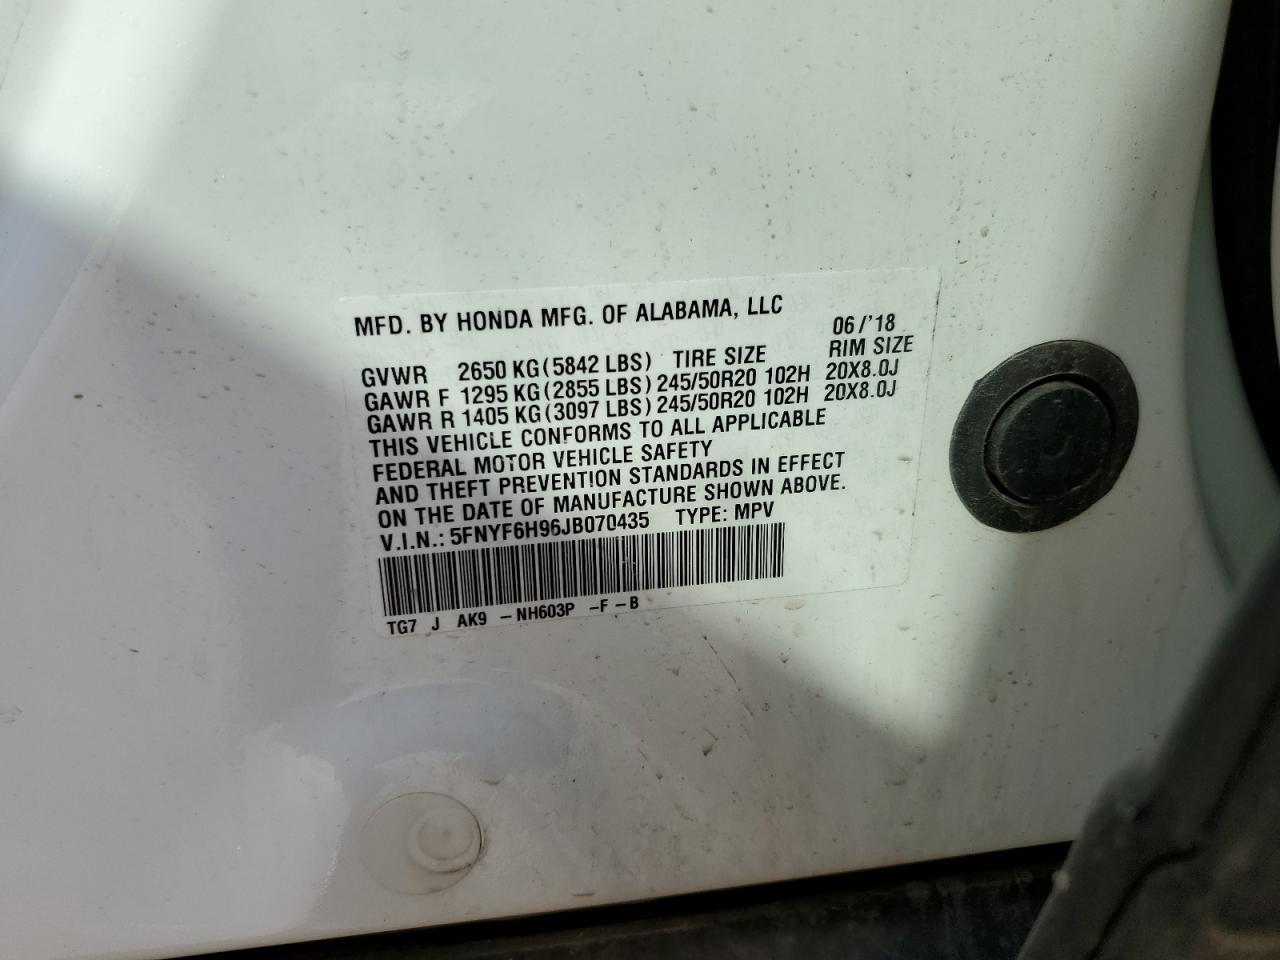 MFD. BY HONDA MFG. OF ALABAMA, LLC
06/'18
GVWR 2650 KG (5842 LBS) TIRE SIZE RIM SIZE
GAWR F 1295 KG (2855 LBS) 245/50R20 102H 20X8.0J
GAWR R 1405 KG (3097 LBS) 245/50R20 102H 20X8.0J
THIS VEHICLE CONFORMS TO ALL APPLICABLE
FEDERAL MOTOR VEHICLE SAFETY
AND THEFT PREVENTION STANDARDS IN EFFECT
ON THE DATE OF MANUFACTURE SHOWN ABOVE.
V.I.N.: 5FNYF6H96JB070435 TYPE: MPV
TG7 J AK9 -NH603P -F-B